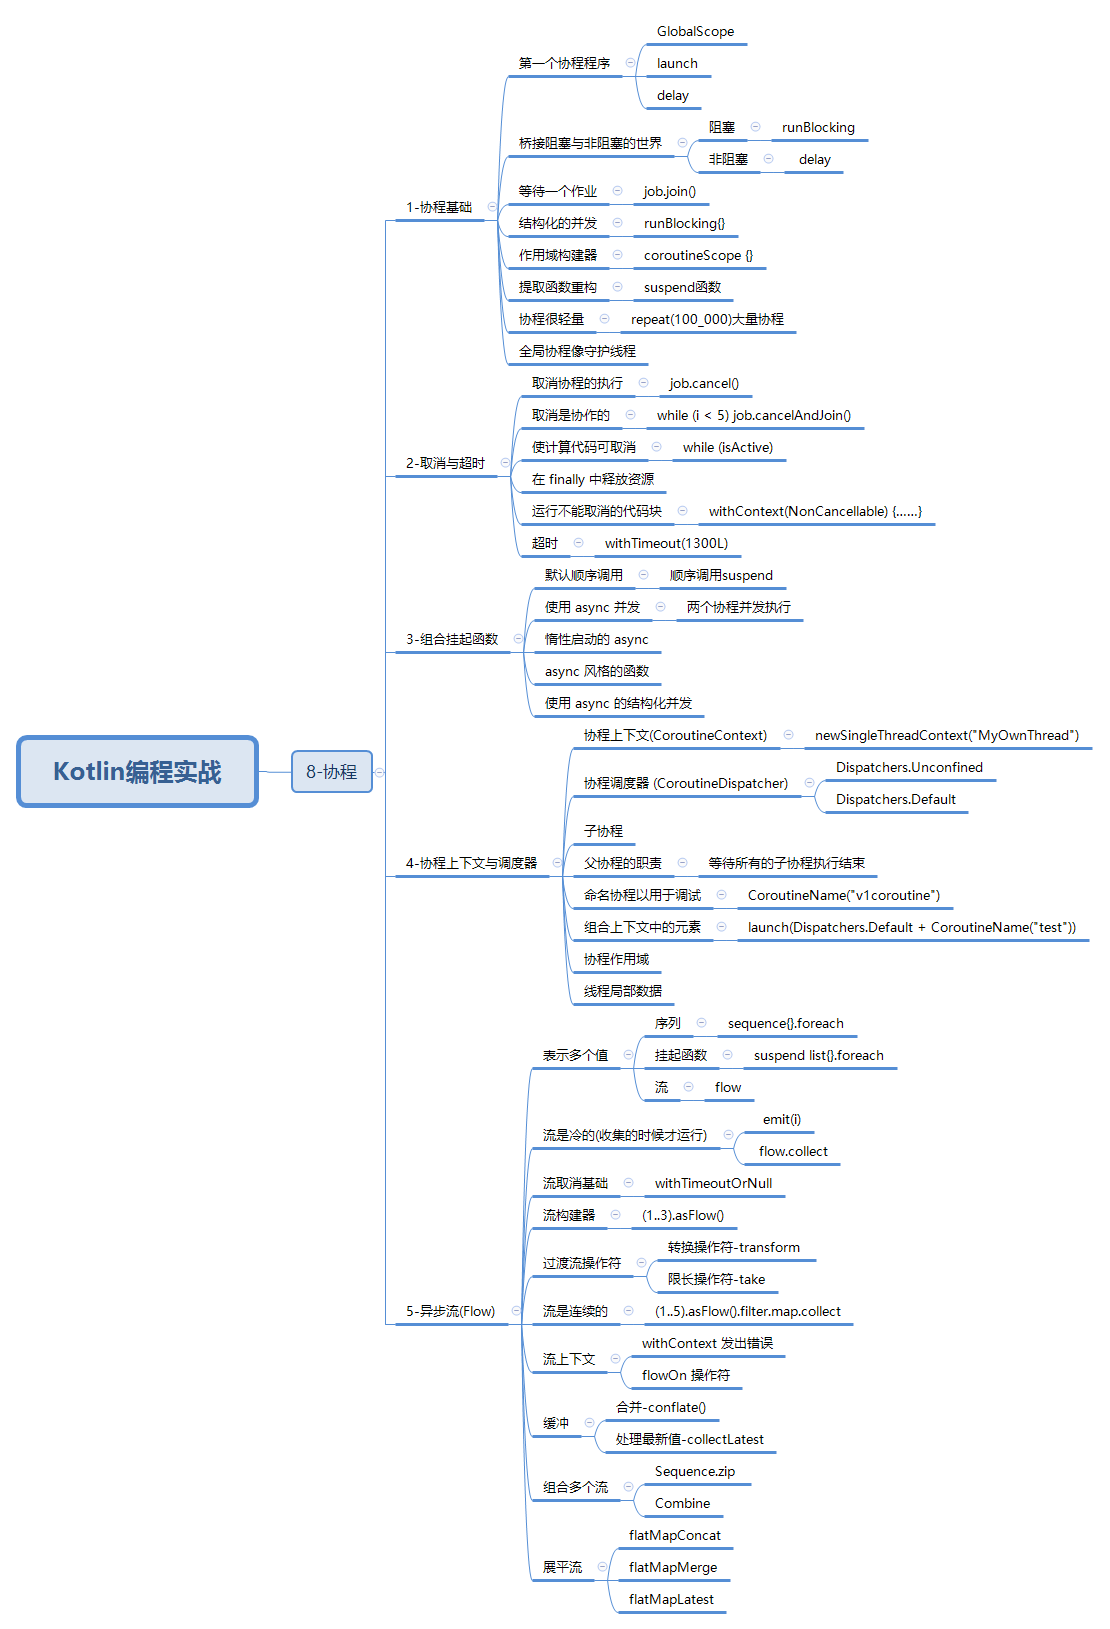 Kotlin编程实战
8-协程
1-协程基础
第一个协程程序
GlobalScope
launch
delay
桥接阻塞与非阻塞的世界
阻塞
runBlocking
非阻塞
delay
等待一个作业
job.join()
结构化的并发
runBlocking{}
作用域构建器
coroutineScope {}
提取函数重构
suspend函数
协程很轻量
repeat(100_000)大量协程
全局协程像守护线程
2-取消与超时
取消协程的执行
job.cancel()
取消是协作的
while (i < 5) job.cancelAndJoin()
使计算代码可取消
while (isActive)
在 finally 中释放资源
运行不能取消的代码块
withContext(NonCancellable) {……}
超时
withTimeout(1300L)
3-组合挂起函数
默认顺序调用
顺序调用suspend
使用 async 并发
两个协程并发执行
惰性启动的 async
async 风格的函数
使用 async 的结构化并发
4-协程上下文与调度器
协程上下文(CoroutineContext)
newSingleThreadContext("MyOwnThread")
协程调度器 (CoroutineDispatcher)
Dispatchers.Unconfined
Dispatchers.Default
子协程
父协程的职责
等待所有的子协程执行结束
命名协程以用于调试
CoroutineName("v1coroutine")
组合上下文中的元素
launch(Dispatchers.Default + CoroutineName("test"))
协程作用域
线程局部数据
5-异步流(Flow)
表示多个值
序列
sequence{}.foreach
挂起函数
suspend list{}.foreach
流
flow
流是冷的(收集的时候才运行)
emit(i)
flow.collect
流取消基础
withTimeoutOrNull
流构建器
(1..3).asFlow()
过渡流操作符
转换操作符-transform
限长操作符-take
流是连续的
(1..5).asFlow().filter.map.collect
流上下文
withContext 发出错误
flowOn 操作符
缓冲
合并-conflate()
处理最新值-collectLatest
组合多个流
Sequence.zip
Combine
展平流
flatMapConcat
flatMapMerge
flatMapLatest